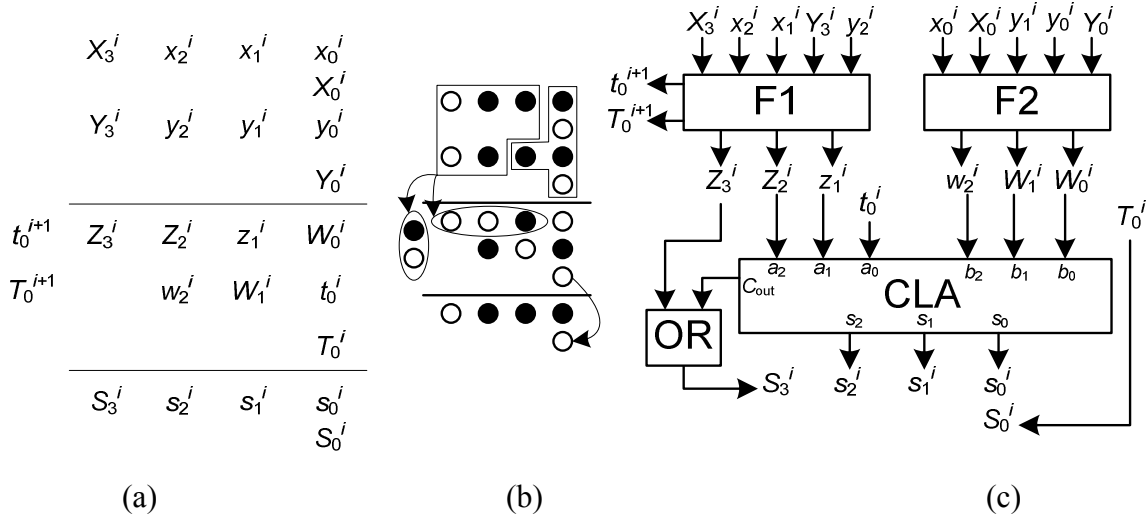 X₃ⁱ x₂ⁱ x₁ⁱ x₀ⁱ
X₀ⁱ
Y₃ⁱ y₂ⁱ y₁ⁱ y₀ⁱ
Y₀ⁱ
t₀ⁱ⁺¹ Z₃ⁱ Z₂ⁱ z₁ⁱ W₀ⁱ
T₀ⁱ⁺¹ w₂ⁱ W₁ⁱ t₀ⁱ
T₀ⁱ
S₃ⁱ s₂ⁱ s₁ⁱ s₀ⁱ
S₀ⁱ
(a)
(b)
X₃ⁱ x₂ⁱ x₁ⁱ Y₃ⁱ y₂ⁱ
x₀ⁱ X₀ⁱ y₁ⁱ y₀ⁱ Y₀ⁱ
t₀ⁱ⁺¹
T₀ⁱ⁺¹
F1
F2
Z₃ⁱ Z₂ⁱ z₁ⁱ
w₂ⁱ W₁ⁱ W₀ⁱ
t₀ⁱ
T₀ⁱ
a₂ a₁ a₀ b₂ b₁ b₀
Cout
CLA
OR
s₂ s₁ s₀
S₃ⁱ s₂ⁱ s₁ⁱ s₀ⁱ
S₀ⁱ
(c)